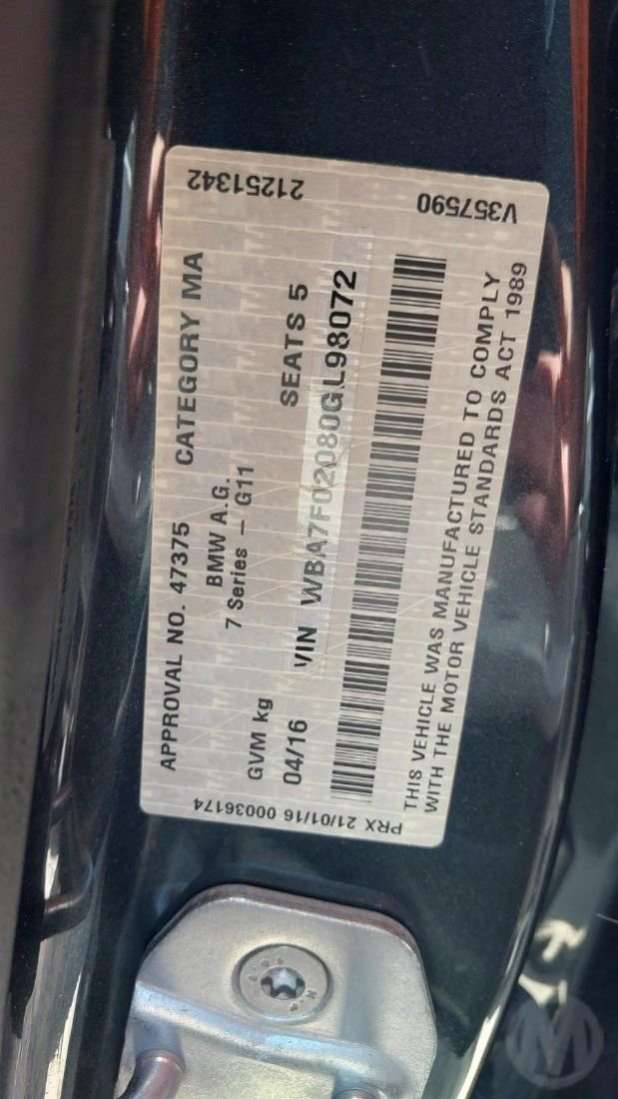 APPROVAL NO. 47375 CATEGORY MA
BMW A.G.
7 Series – G11
GVM kg SEATS 5
04/16 VIN WBA7F02080GL98072
THIS VEHICLE WAS MANUFACTURED TO COMPLY
WITH THE MOTOR VEHICLE STANDARDS ACT 1989
21251342
V357590
PRX 21/01/16 00036174
M